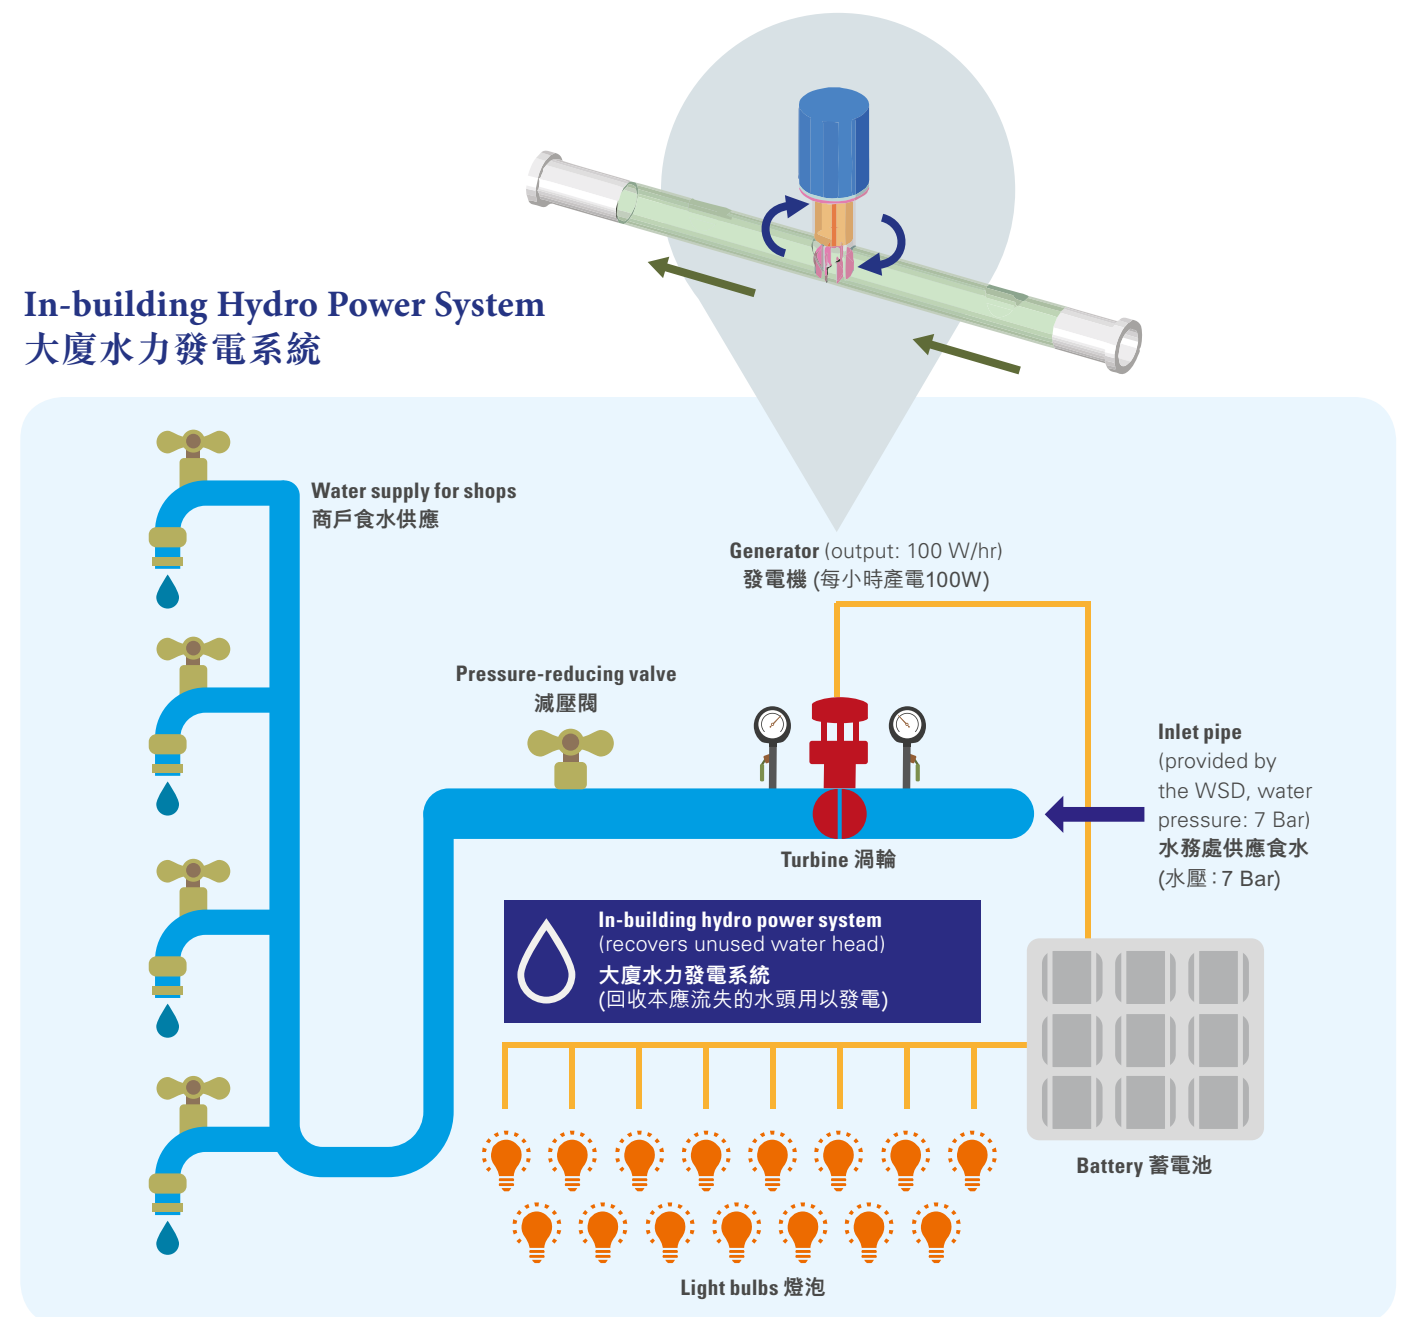 In-building Hydro Power System
大廈水力發電系統
Water supply for shops
商戶食水供應
Generator (output: 100 W/hr)
發電機 (每小時產電100W)
Pressure-reducing valve
減壓閥
Inlet pipe
(provided by
the WSD, water
pressure: 7 Bar)
水務處供應食水
(水壓：7 Bar)
Turbine 渦輪
In-building hydro power system
(recovers unused water head)
大廈水力發電系統
(回收本應流失的水頭用以發電)
Battery 蓄電池
Light bulbs 燈泡